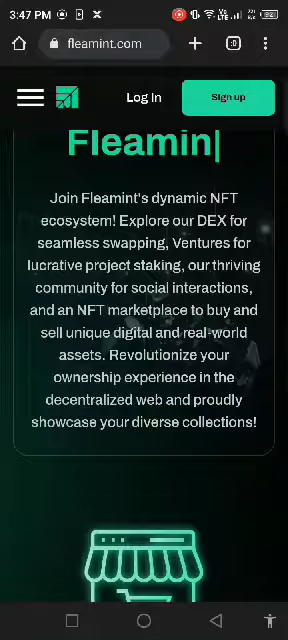 3:47 PM
fleamint.com
Log In
Sign up
Fleamin|
Join Fleamint's dynamic NFT
ecosystem! Explore our DEX for
seamless swapping, Ventures for
lucrative project staking, our thriving
community for social interactions,
and an NFT marketplace to buy and
sell unique digital and real-world
assets. Revolutionize your
ownership experience in the
decentralized web and proudly
showcase your diverse collections!